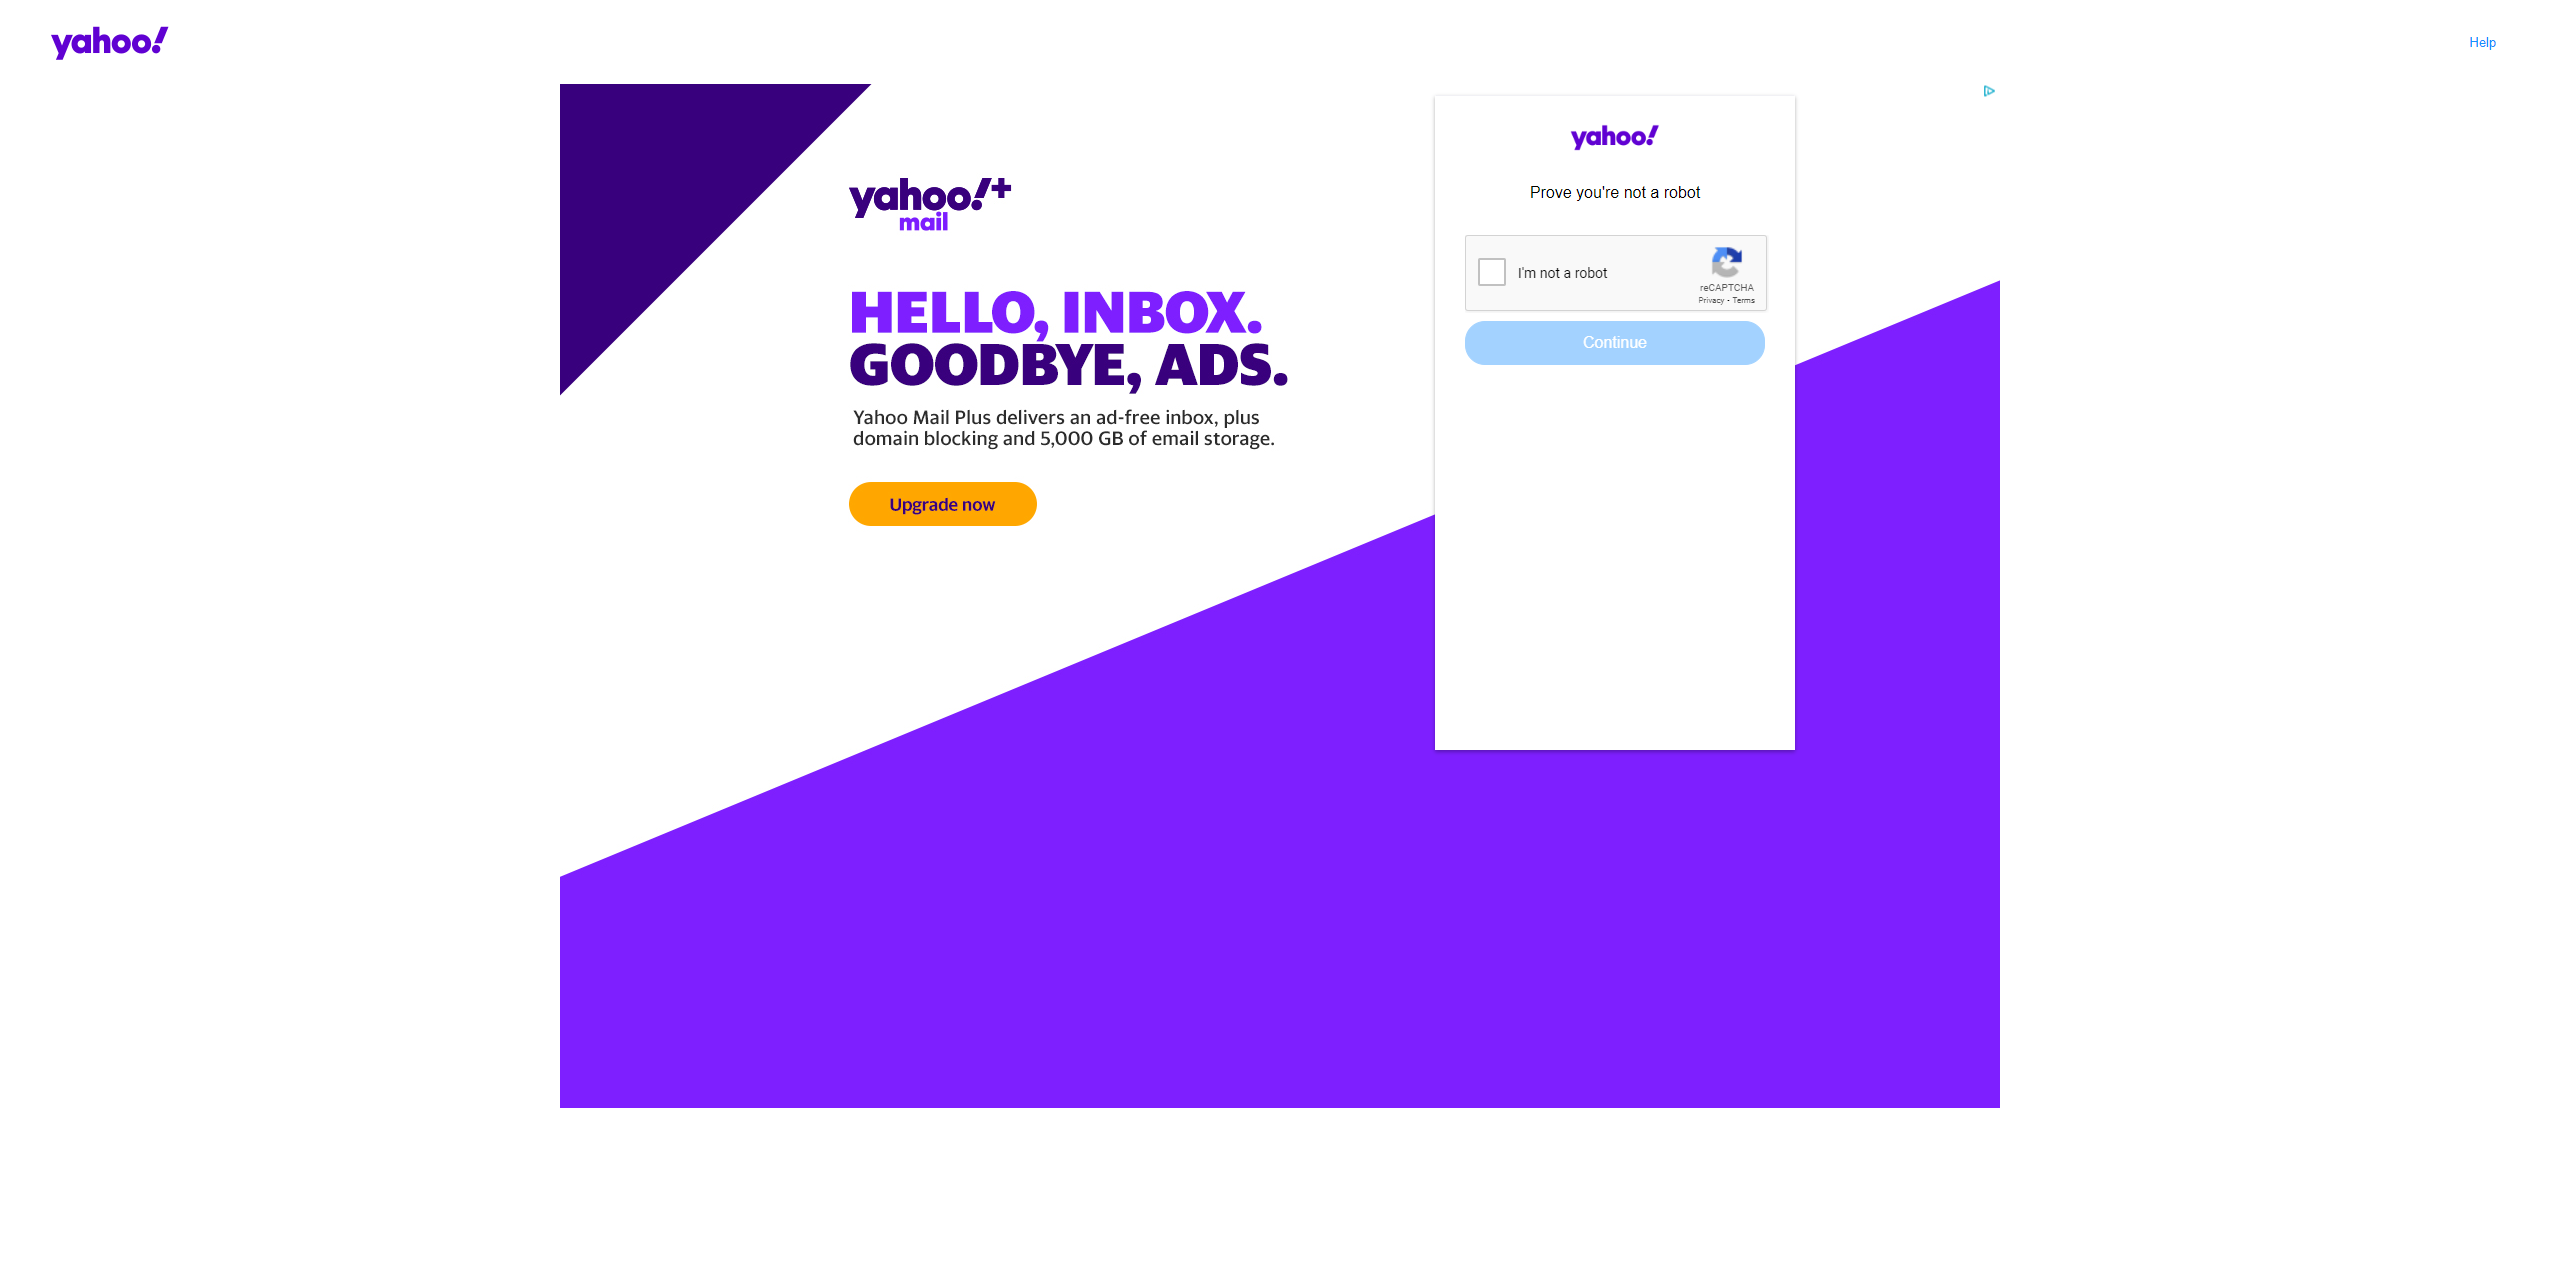 yahoo!
Help
yahoo!+
mail
HELLO, INBOX.
GOODBYE, ADS.
Yahoo Mail Plus delivers an ad-free inbox, plus
domain blocking and 5,000 GB of email storage.
Upgrade now
yahoo!
Prove you're not a robot
I'm not a robot
reCAPTCHA
Privacy - Terms
Continue